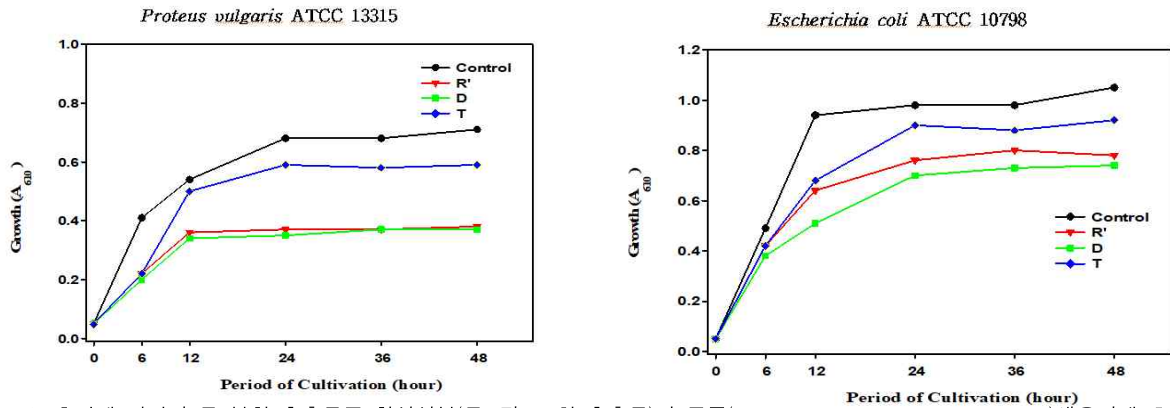 Proteus vulgaris ATCC 13315
1.0
0.8
0.6
0.4
0.2
0.0
Growth (A610)
0 6 12 24 36 48
Period of Cultivation (hour)
Control
R'
D
T
Escherichia coli ATCC 10798
1.2
1.0
0.8
0.6
0.4
0.2
0.0
Growth (A610)
0 6 12 24 36 48
Period of Cultivation (hour)
Control
R'
D
T